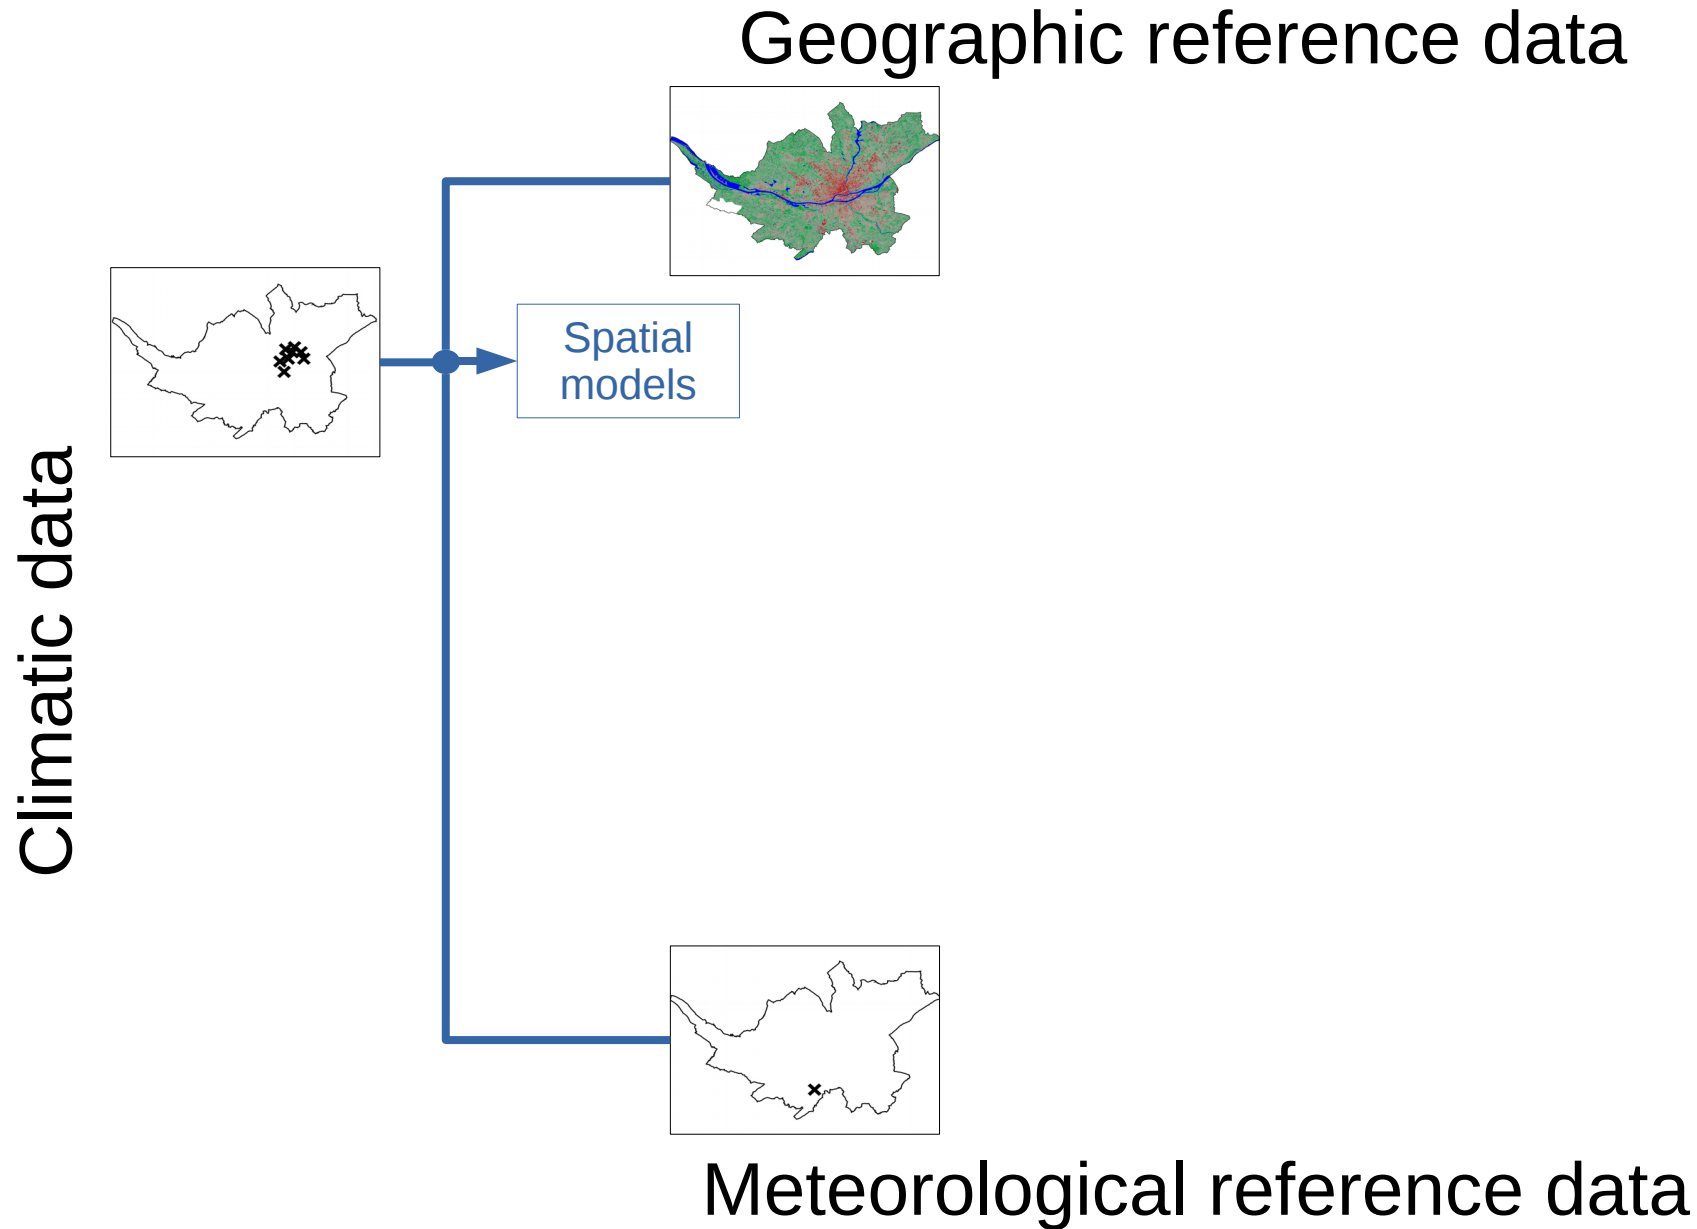 Geographic reference data
Spatial
models
Climatic data
Meteorological reference data